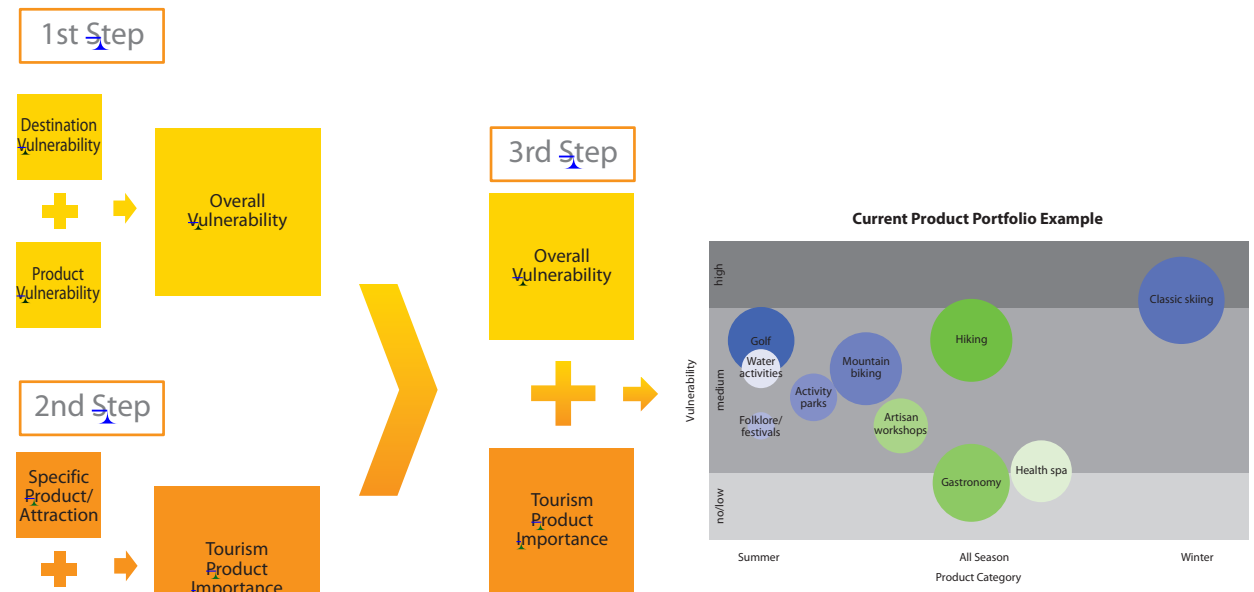 1st Step
Destination
Vulnerability
Product
Vulnerability
Overall
Vulnerability
2nd Step
Specific
Product/
Attraction
Tourism
Product
Importance
3rd Step
Overall
Vulnerability
Tourism
Product
Importance
Current Product Portfolio Example
Vulnerability
high
medium
no/low
Classic skiing
Golf
Hiking
Water
activities
Mountain
biking
Activity
parks
Folklore/
festivals
Artisan
workshops
Gastronomy
Health spa
Summer
All Season
Winter
Product Category